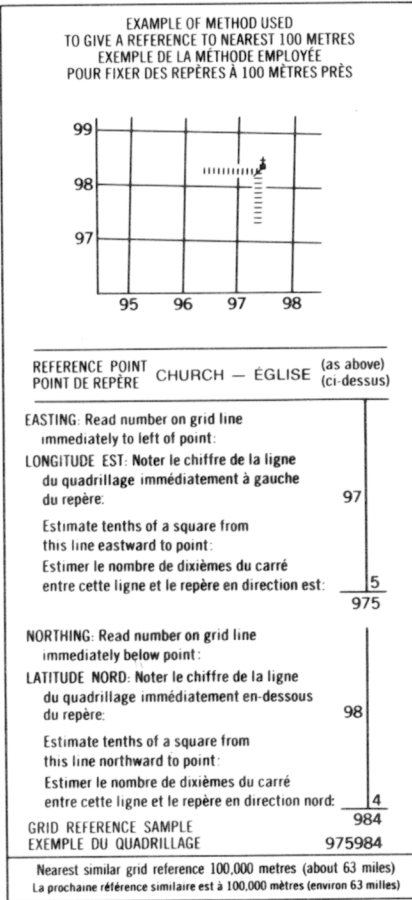 EXAMPLE OF METHOD USED
TO GIVE A REFERENCE TO NEAREST 100 METRES
EXEMPLE DE LA MÉTHODE EMPLOYÉE
POUR FIXER DES REPÈRES À 100 MÈTRES PRÈS
99
98
97
95 96 97 98
REFERENCE POINT CHURCH — ÉGLISE (as above)
POINT DE REPÈRE (ci-dessus)
EASTING: Read number on grid line
immediately to left of point:
LONGITUDE EST: Noter le chiffre de la ligne
du quadrillage immédiatement à gauche
du repère: 97
Estimate tenths of a square from
this line eastward to point:
Estimer le nombre de dixièmes du carré
entre cette ligne et le repère en direction est: 5
975
NORTHING: Read number on grid line
immediately below point:
LATITUDE NORD: Noter le chiffre de la ligne
du quadrillage immédiatement en-dessous
du repère: 98
Estimate tenths of a square from
this line northward to point:
Estimer le nombre de dixièmes du carré
entre cette ligne et le repère en direction nord: 4
984
GRID REFERENCE SAMPLE
EXEMPLE DU QUADRILLAGE 975984
Nearest similar grid reference 100,000 metres (about 63 miles)
La prochaine référence similaire est à 100,000 mètres (environ 63 milles)